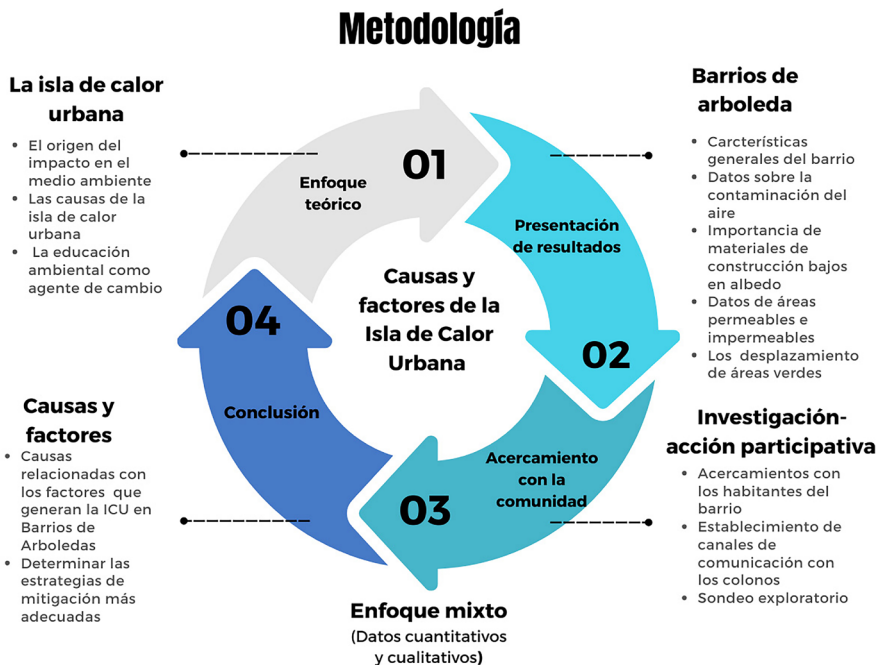 Metodología
La isla de calor
urbana
• El origen del
impacto en el
medio ambiente
• Las causas de la
isla de calor
urbana
• La educación
ambiental como
agente de cambio
01
Enfoque
teórico
Barrios de
arboleda
• Carcterísticas
generales del barrio
• Datos sobre la
contaminación del
aire
• Importancia de
materiales de
construcción bajos
en albedo
• Datos de áreas
permeables e
impermeables
• Los desplazamiento
de áreas verdes
Presentación
de resultados
02
Causas y
factores de la
Isla de Calor
Urbana
04
Conclusión
Causas y
factores
• Causas
relacionadas con
los factores que
generan la ICU en
Barrios de
Arboledas
• Determinar las
estrategias de
mitigación más
adecuadas
Acercamiento
con la
comunidad
03
Investigación-
acción participativa
• Acercamientos con
los habitantes del
barrio
• Establecimiento de
canales de
comunicación con
los colonos
• Sondeo exploratorio
Enfoque mixto
(Datos cuantitativos
y cualitativos)